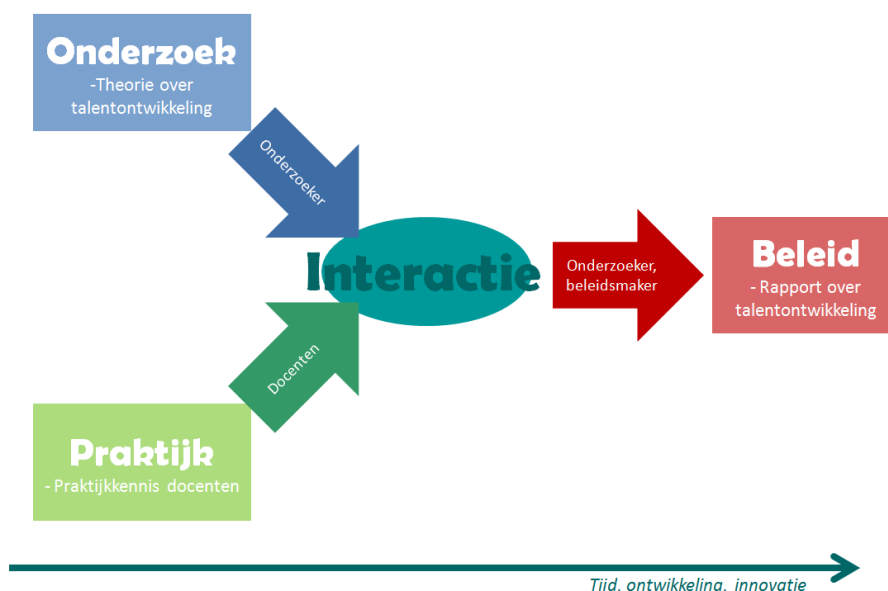 Onderzoek
-Theorie over
talentontwikkeling
Onderzoeker
Interactie
Onderzoeker,
beleidsmaker
Beleid
- Rapport over
talentontwikkeling
Docenten
Praktijk
- Praktijkkennis docenten
Tijd, ontwikkeling, innovatie